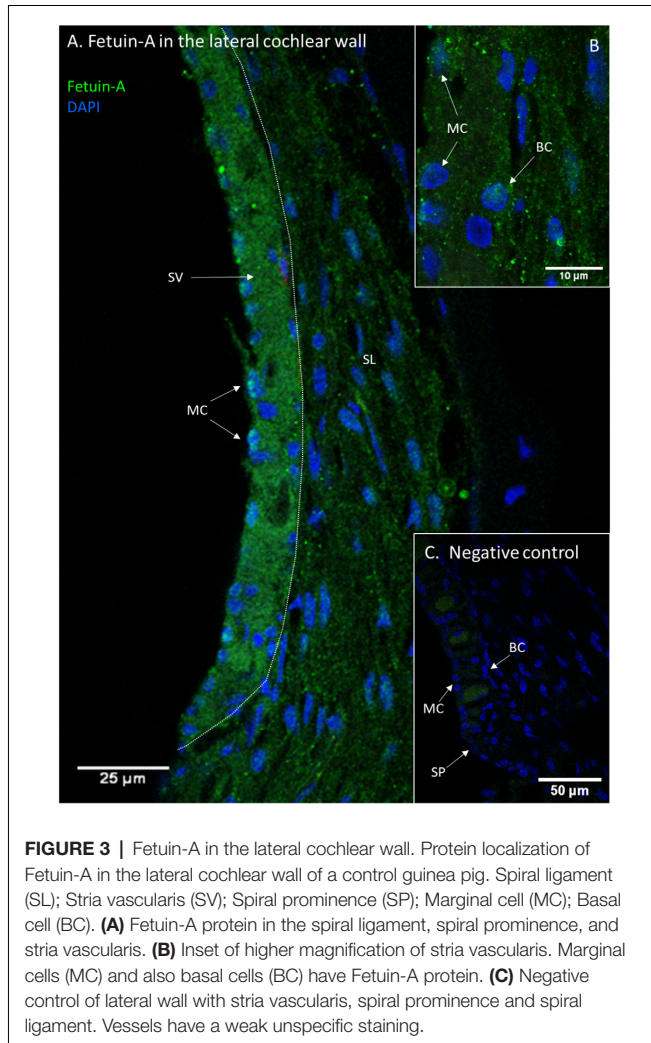 A. Fetuin-A in the lateral cochlear wall
Fetuin-A
DAPI
SV
MC
SL
25 µm
B
MC
BC
10 µm
C. Negative control
BC
MC
SP
50 µm
FIGURE 3 | Fetuin-A in the lateral cochlear wall. Protein localization of
Fetuin-A in the lateral cochlear wall of a control guinea pig. Spiral ligament
(SL); Stria vascularis (SV); Spiral prominence (SP); Marginal cell (MC); Basal
cell (BC). (A) Fetuin-A protein in the spiral ligament, spiral prominence, and
stria vascularis. (B) Inset of higher magnification of stria vascularis. Marginal
cells (MC) and also basal cells (BC) have Fetuin-A protein. (C) Negative
control of lateral wall with stria vascularis, spiral prominence and spiral
ligament. Vessels have a weak unspecific staining.